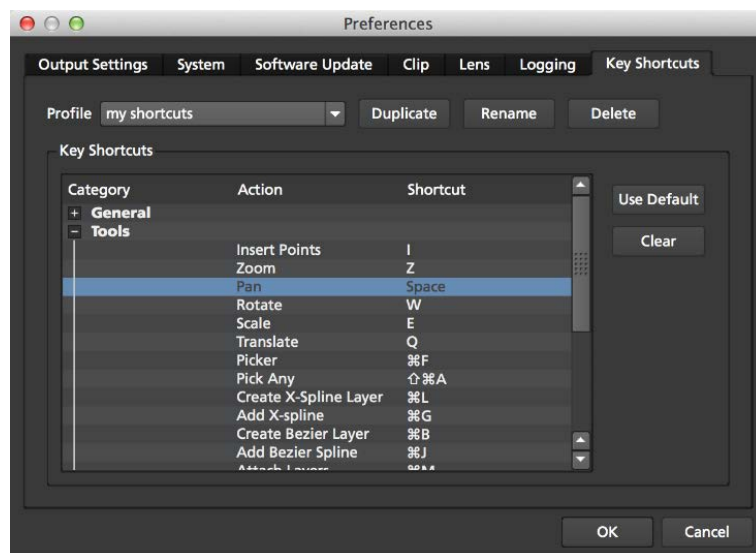 Preferences
Output Settings System Software Update Clip Lens Logging Key Shortcuts
Profile my shortcuts Duplicate Rename Delete
Key Shortcuts
Category Action Shortcut
Use Default
General
Tools
Clear
Insert Points I
Zoom Z
Pan Space
Rotate W
Scale E
Translate Q
Picker ⌘F
Pick Any ⇧⌘A
Create X-Spline Layer ⌘L
Add X-spline ⌘G
Create Bezier Layer ⌘B
Add Bezier Spline ⌘J
Attach Layers ⌘M
OK Cancel